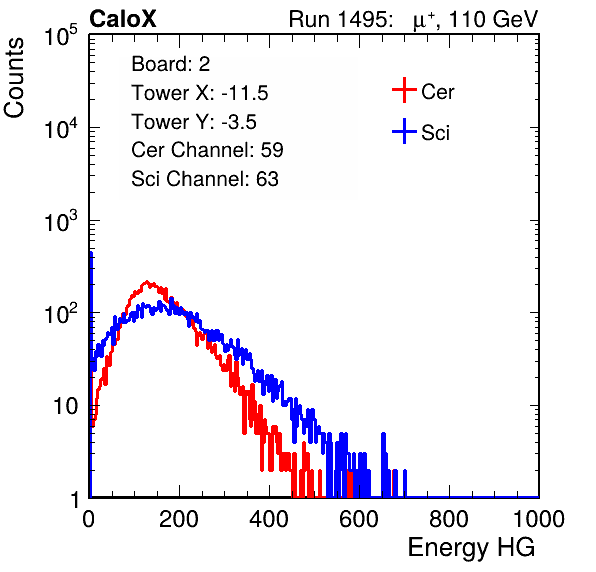 CaloX Run 1495: μ⁺, 110 GeV
Counts
10⁵
10⁴
10³
10²
10
1
Board: 2
Tower X: -11.5
Tower Y: -3.5
Cer Channel: 59
Sci Channel: 63
Cer
Sci
0 200 400 600 800 1000
Energy HG